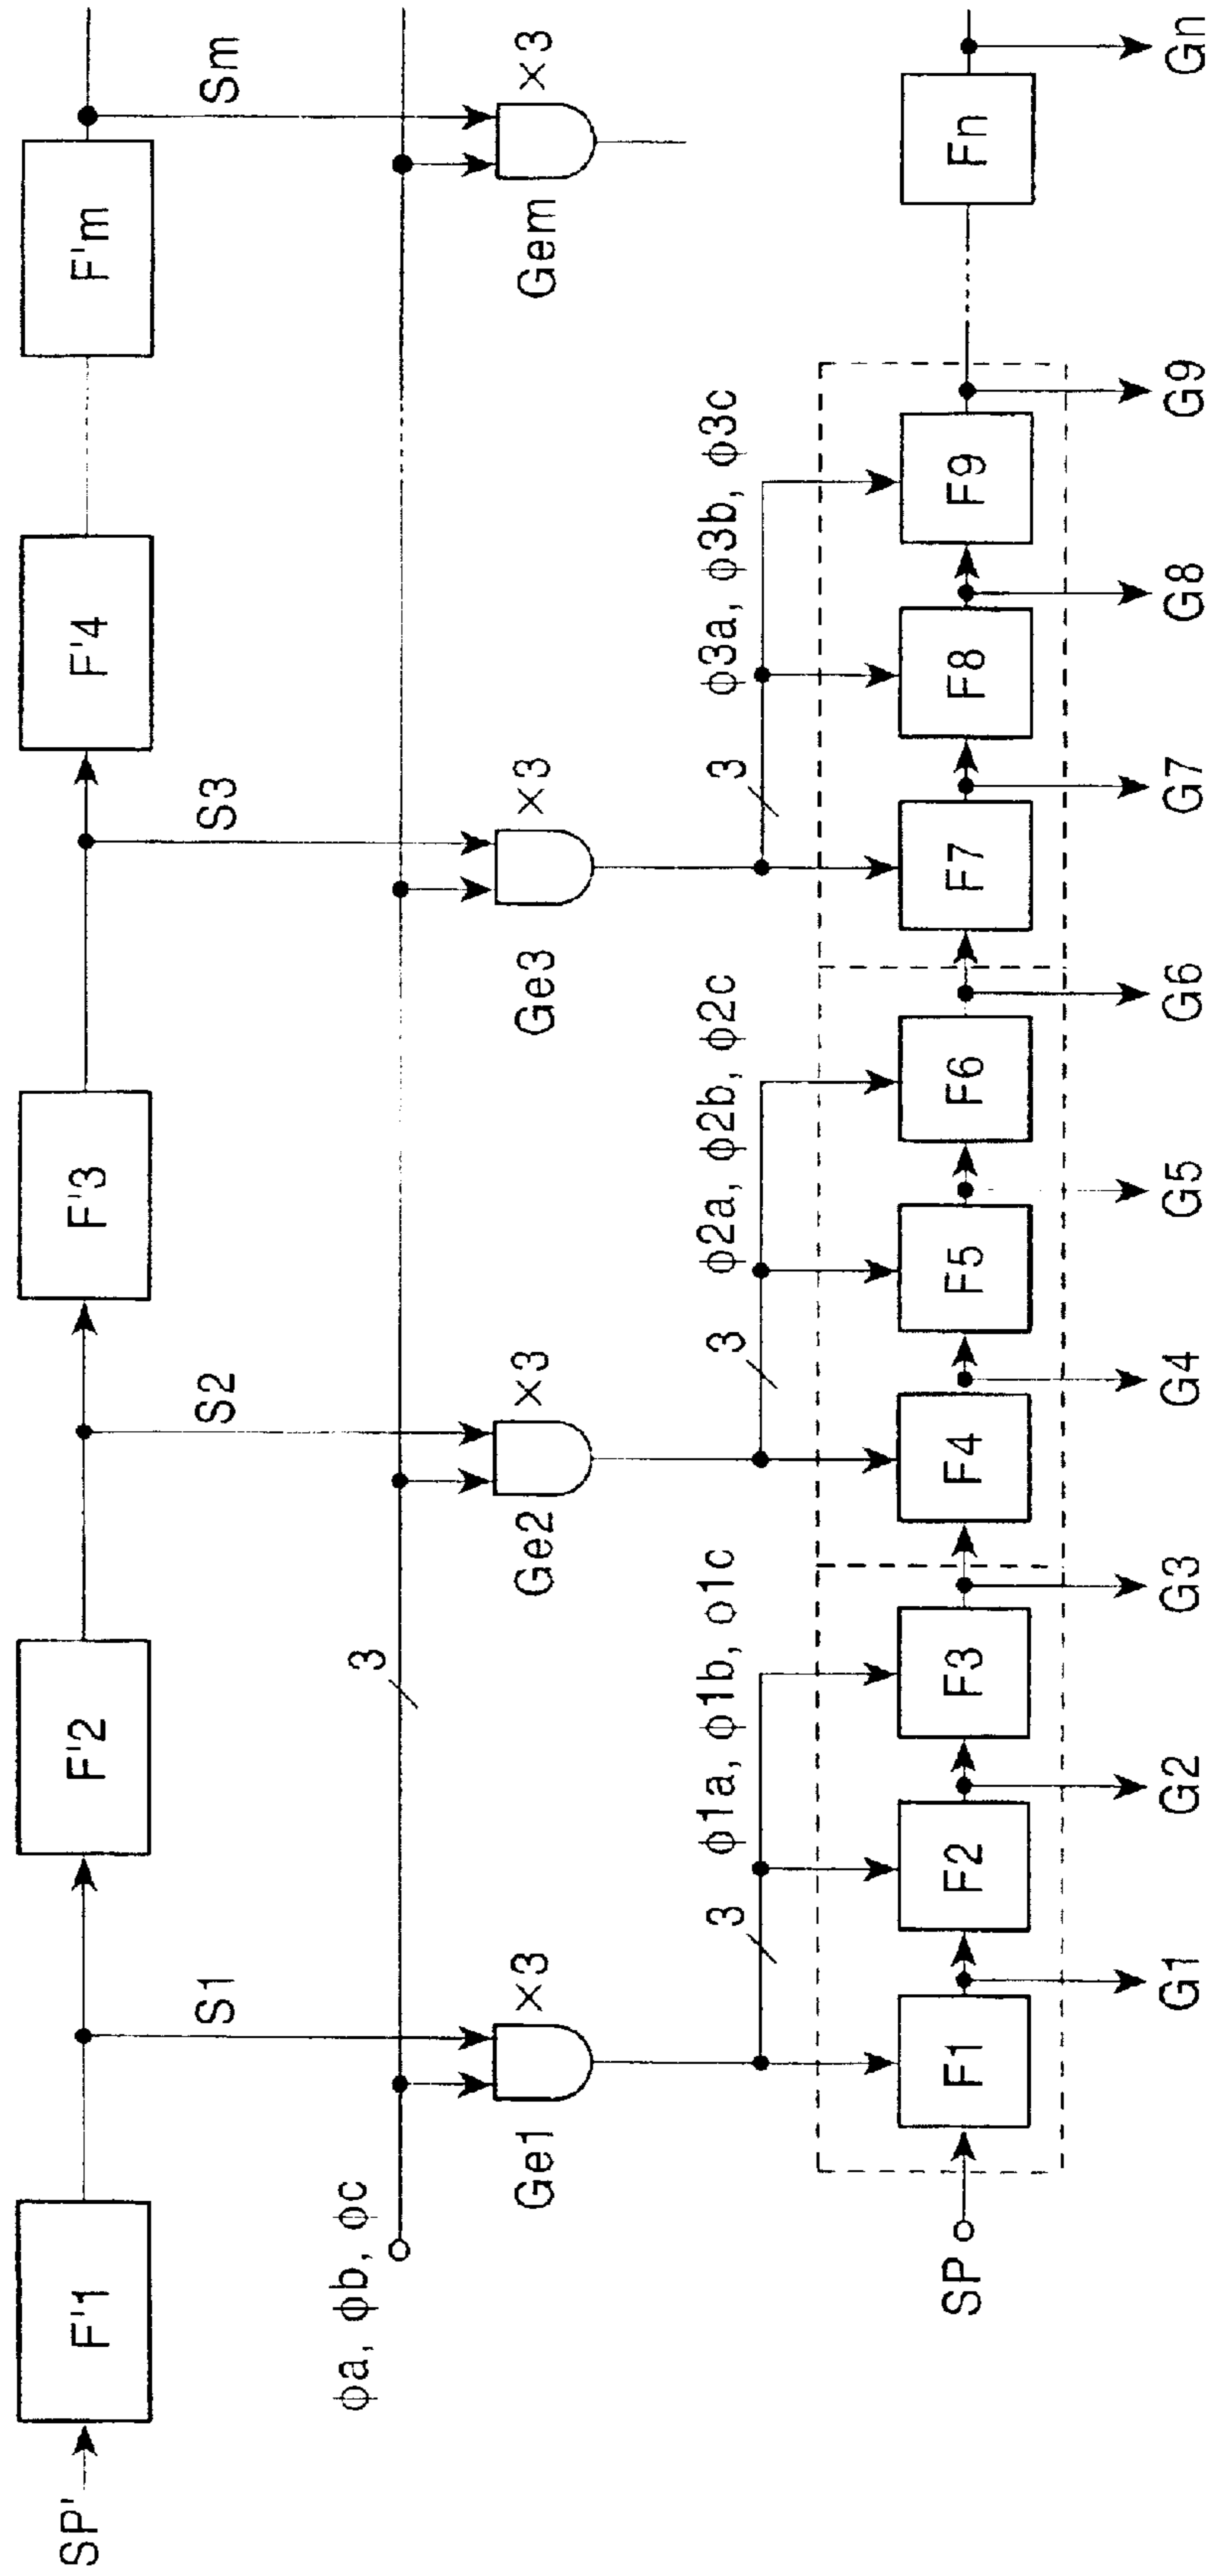 SP'
F'1
F'2
F'3
F'4
F'm
S1
S2
S3
Sm
ϕa, ϕb, ϕc
3
Ge1
×3
Ge2
×3
Ge3
×3
Gem
×3
3
ϕ1a, ϕ1b, o1c
3
ϕ2a, ϕ2b, ϕ2c
3
ϕ3a, ϕ3b, ϕ3c
SP
F1
F2
F3
F4
F5
F6
F7
F8
F9
Fn
G1
G2
G3
G4
G5
G6
G7
G8
G9
Gn